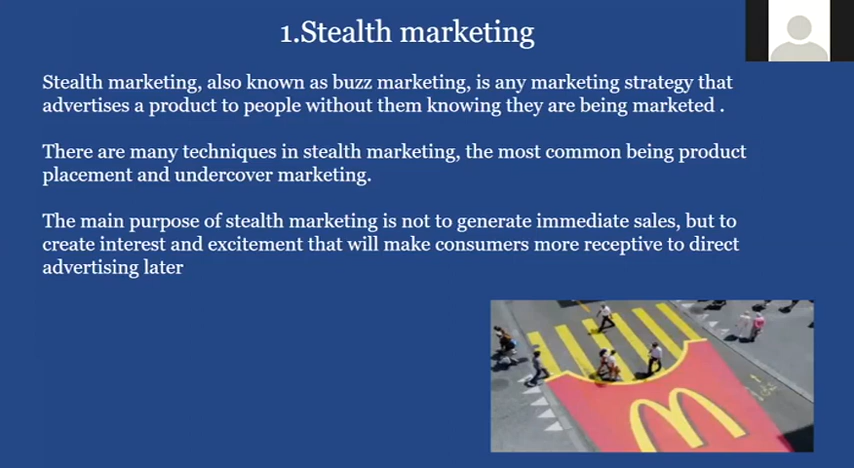 1.Stealth marketing
Stealth marketing, also known as buzz marketing, is any marketing strategy that
advertises a product to people without them knowing they are being marketed .
There are many techniques in stealth marketing, the most common being product
placement and undercover marketing.
The main purpose of stealth marketing is not to generate immediate sales, but to
create interest and excitement that will make consumers more receptive to direct
advertising later